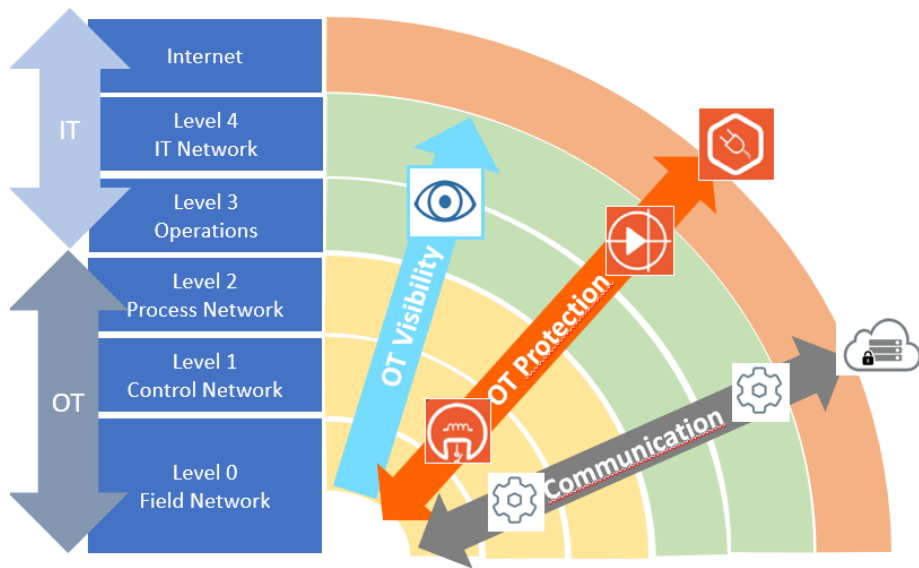 Internet
Level 4
IT Network
Level 3
Operations
Level 2
Process Network
Level 1
Control Network
Level 0
Field Network
IT
OT
OT Visibility
OT Protection
Communication